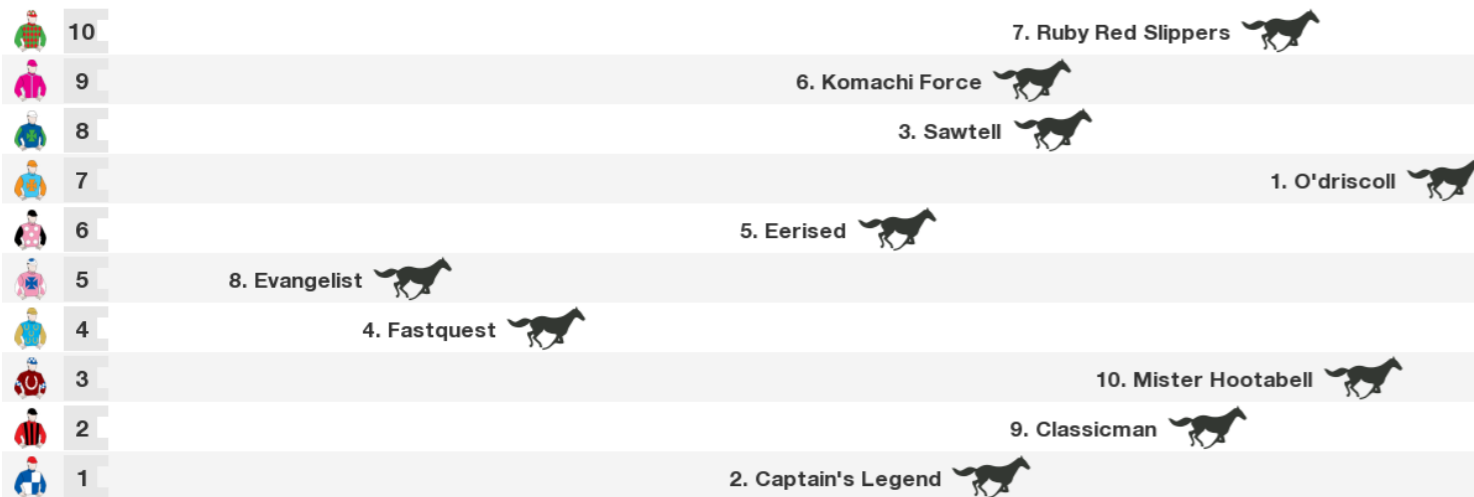 10 7. Ruby Red Slippers
9 6. Komachi Force
8 3. Sawtell
7 1. O'driscoll
6 5. Eerised
5 8. Evangelist
4 4. Fastquest
3 10. Mister Hootabell
2 9. Classicman
1 2. Captain's Legend